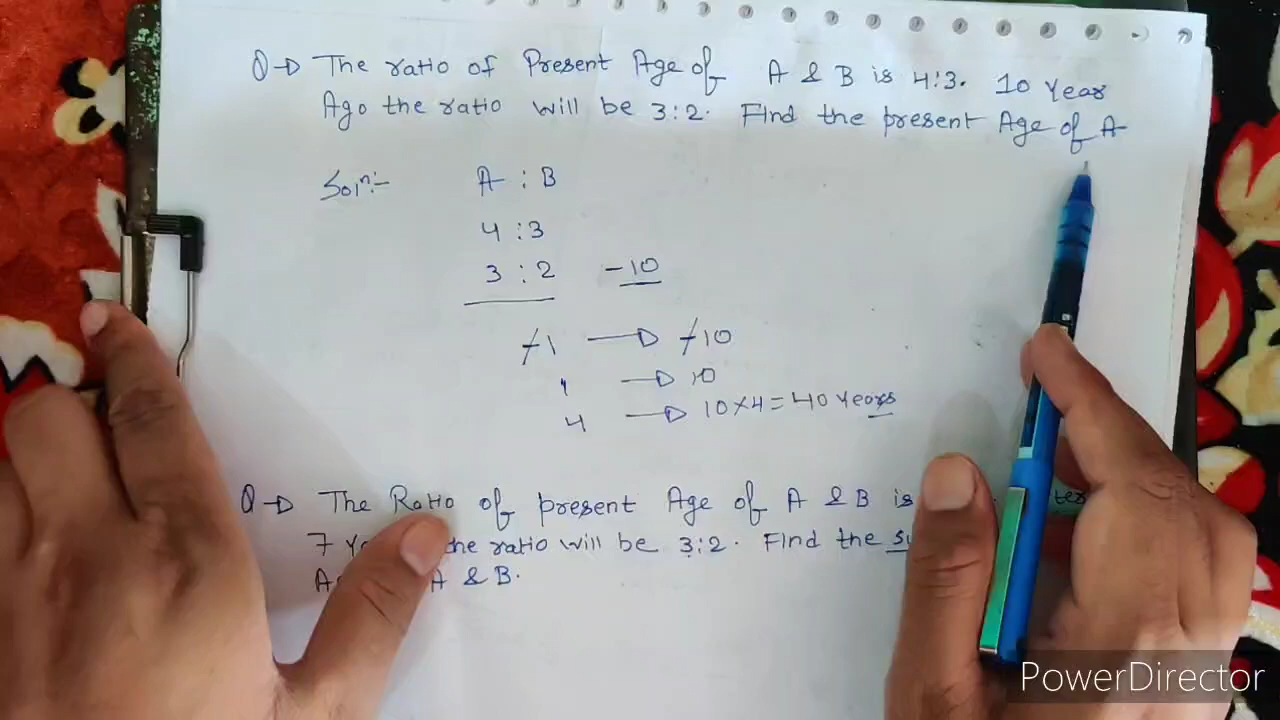 Q→ The ratio of Present Age of A & B is 4:3. 10 Year
Ago the ratio will be 3:2. Find the present Age of A
Solⁿ:- A : B
4 : 3
3 : 2 -10
-1 → -10
1 → 10
4 → 10×4=40 Years
Q→ The Ratio of present Age of A & B is
7 the ratio will be 3:2. Find the
A & B.
PowerDirector